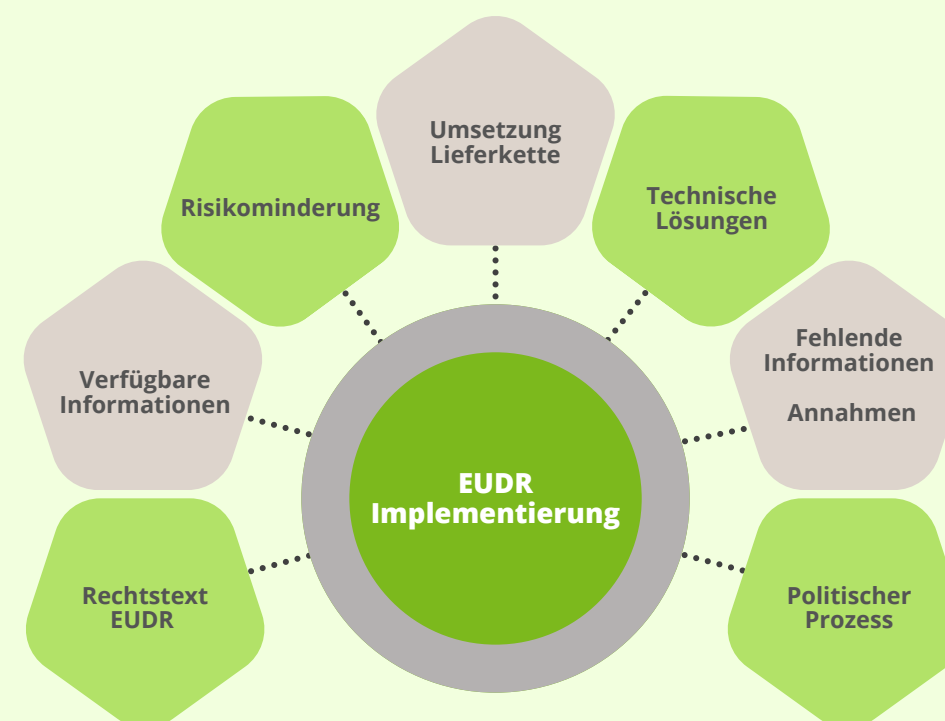 Umsetzung
Lieferkette
Risikominderung
Technische
Lösungen
Verfügbare
Informationen
Fehlende
Informationen
Annahmen
EUDR
Implementierung
Rechtstext
EUDR
Politischer
Prozess